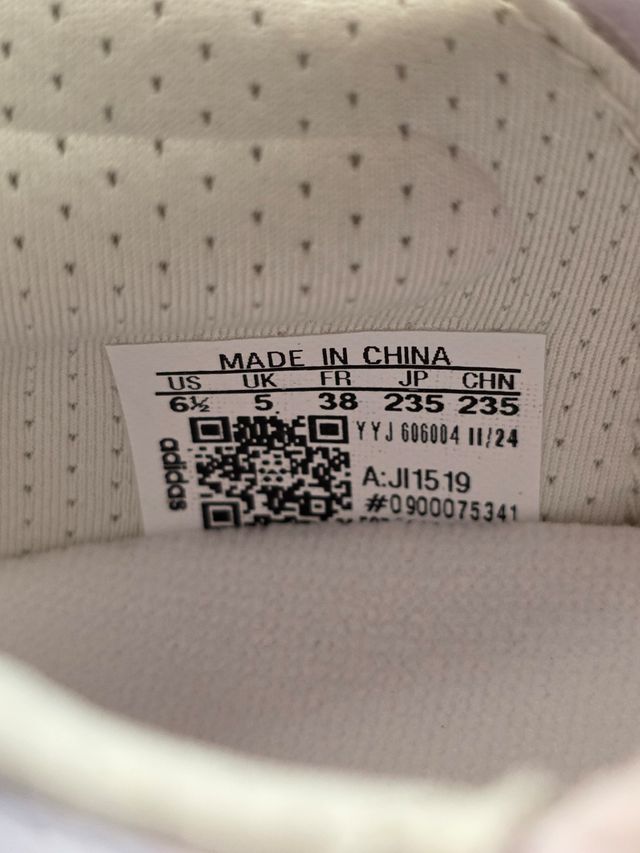 MADE IN CHINA
US UK FR JP CHN
6½ 5 38 235 235
YYJ 606004 11/24
adidas
A:JI1519
#0900075341